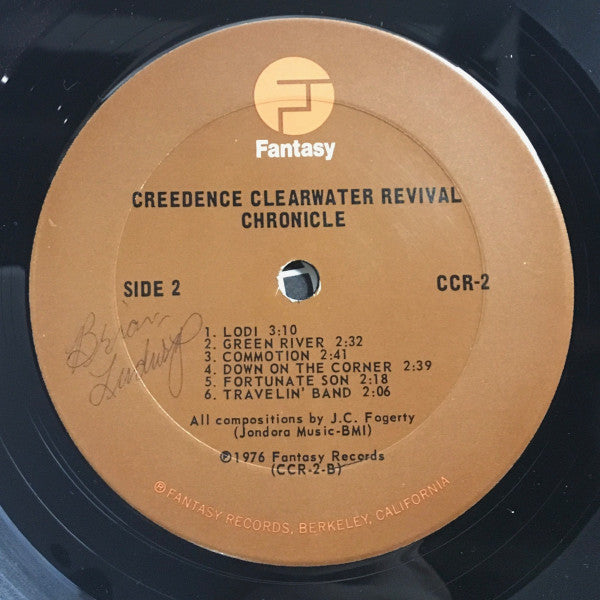 Fantasy
CREEDENCE CLEARWATER REVIVAL
CHRONICLE
SIDE 2
CCR-2
Brian
1. LODI 3:10
2. GREEN RIVER 2:32
3. COMMOTION 2:41
4. DOWN ON THE CORNER 2:39
5. FORTUNATE SON 2:18
6. TRAVELIN' BAND 2:06
All compositions by J.C. Fogerty
(Jondora Music-BMI)
℗1976 Fantasy Records
(CCR-2-B)
®FANTASY RECORDS, BERKELEY, CALIFORNIA